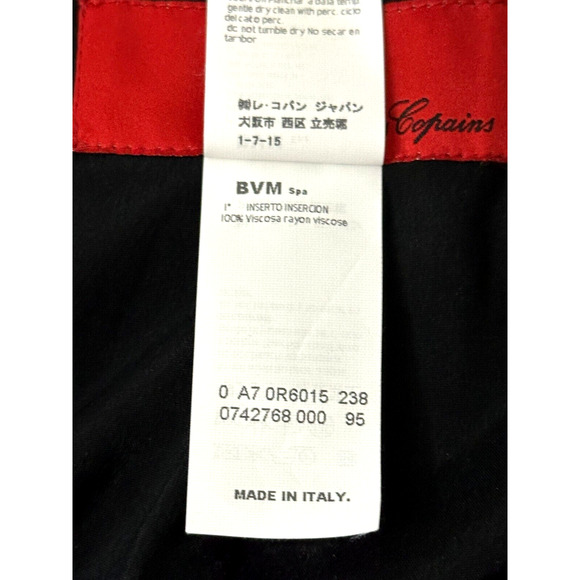 gentle dry clean with perc. ciclo
del cato perc.
do not tumble dry No secar en
tambor
㈱レ・コパン ジャパン
大阪市 西区 立売堀
1-7-15
Copains
BVM Spa
1° INSERTO INSERCION
100% Viscosa rayon viscose
0 A7 0R6015 238
0742768 000 95
MADE IN ITALY.